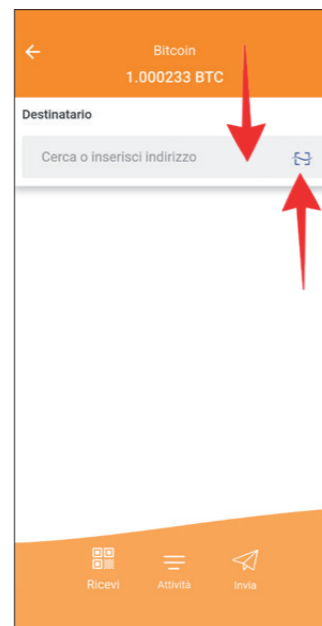 Bitcoin
1.000233 BTC
Destinatario
Cerca o inserisci indirizzo
Ricevi
Attività
Invia